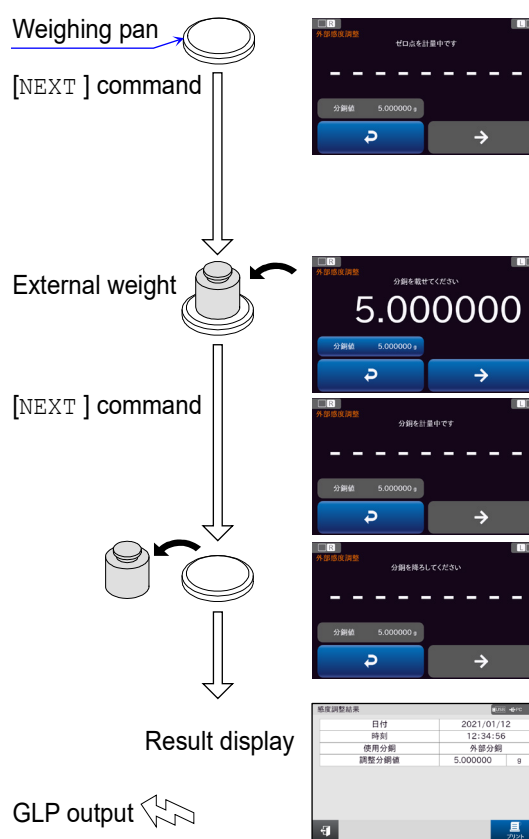 Weighing pan
[NEXT ] command
R
L
外部感度調整
ゼロ点を計量中です
- - - - - - - - -
分銅値 5.000000 g
External weight
R
L
外部感度調整
分銅を載せてください
5.000000
分銅値 5.000000 g
[NEXT ] command
R
L
外部感度調整
分銅を計量中です
- - - - - - - - -
分銅値 5.000000 g
R
L
外部感度調整
分銅を降ろしてください
- - - - - - - - -
分銅値 5.000000 g
Result display
感度調整結果
USB PC
日付 2021/01/12
時刻 12:34:56
使用分銅 外部分銅
調整分銅値 5.000000 g
プリント
GLP output